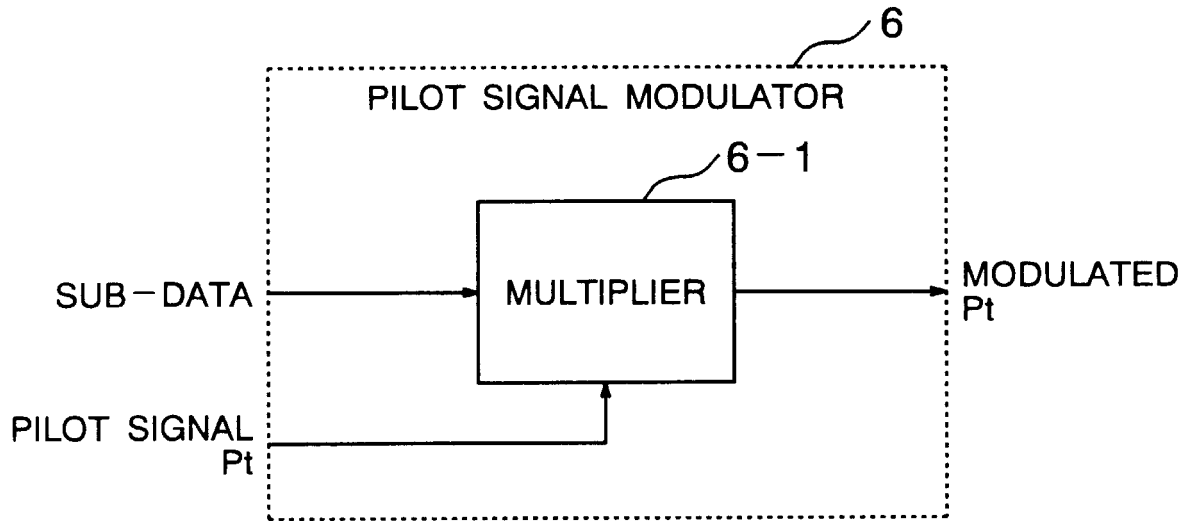 6
PILOT SIGNAL MODULATOR
6-1
SUB-DATA
MULTIPLIER
MODULATED
Pt
PILOT SIGNAL
Pt